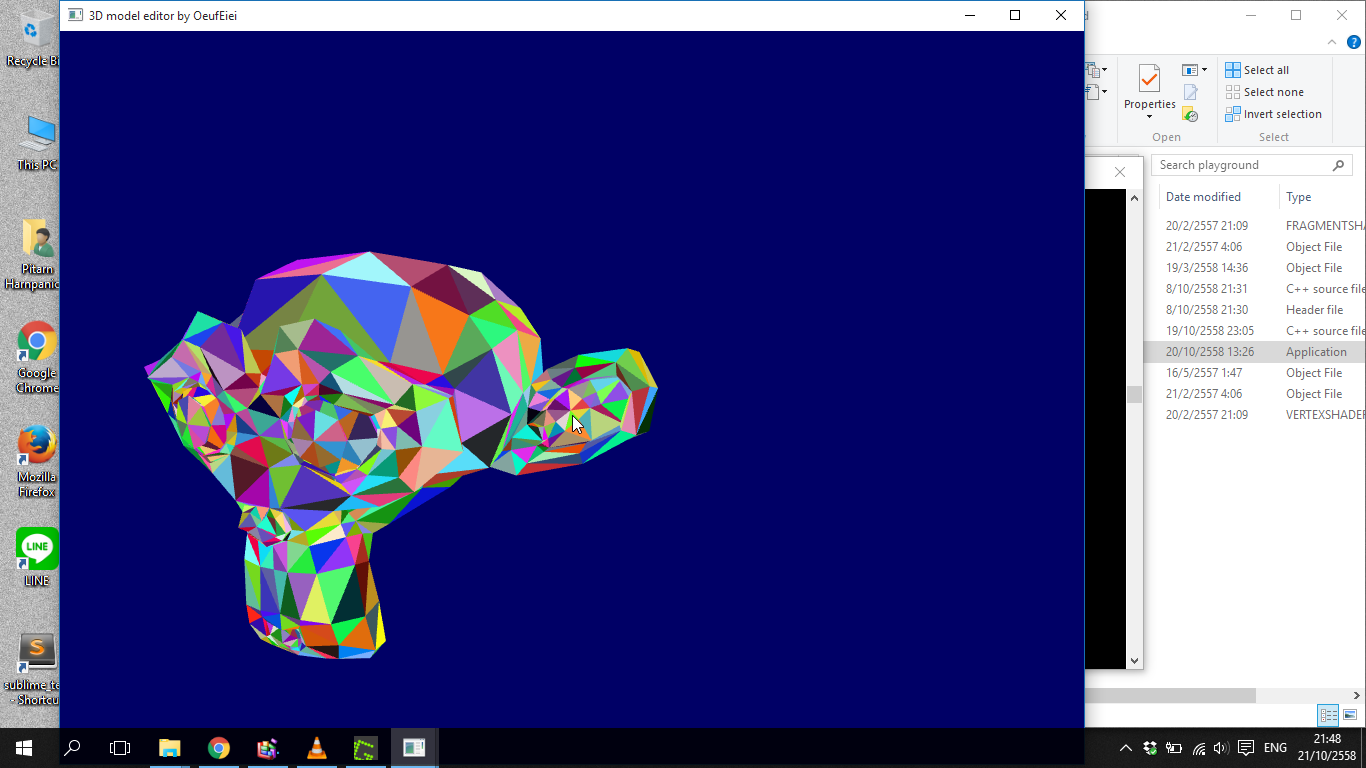 3D model editor by OeufEiei
Recycle Bi
This PC
Pitarn
Harnpanic
Google
Chrome
Mozilla
Firefox
LINE
LINE
sublime_te
- Shortcu
Properties
Open
Select all
Select none
Invert selection
Select
Search playground
Date modified
Type
20/2/2557 21:09
FRAGMENTSHA
21/2/2557 4:06
Object File
19/3/2558 14:36
Object File
8/10/2558 21:31
C++ source file
8/10/2558 21:30
Header file
19/10/2558 23:05
C++ source file
20/10/2558 13:26
Application
16/5/2557 1:47
Object File
21/2/2557 4:06
Object File
20/2/2557 21:09
VERTEXSHADER
ENG
21:48
21/10/2558